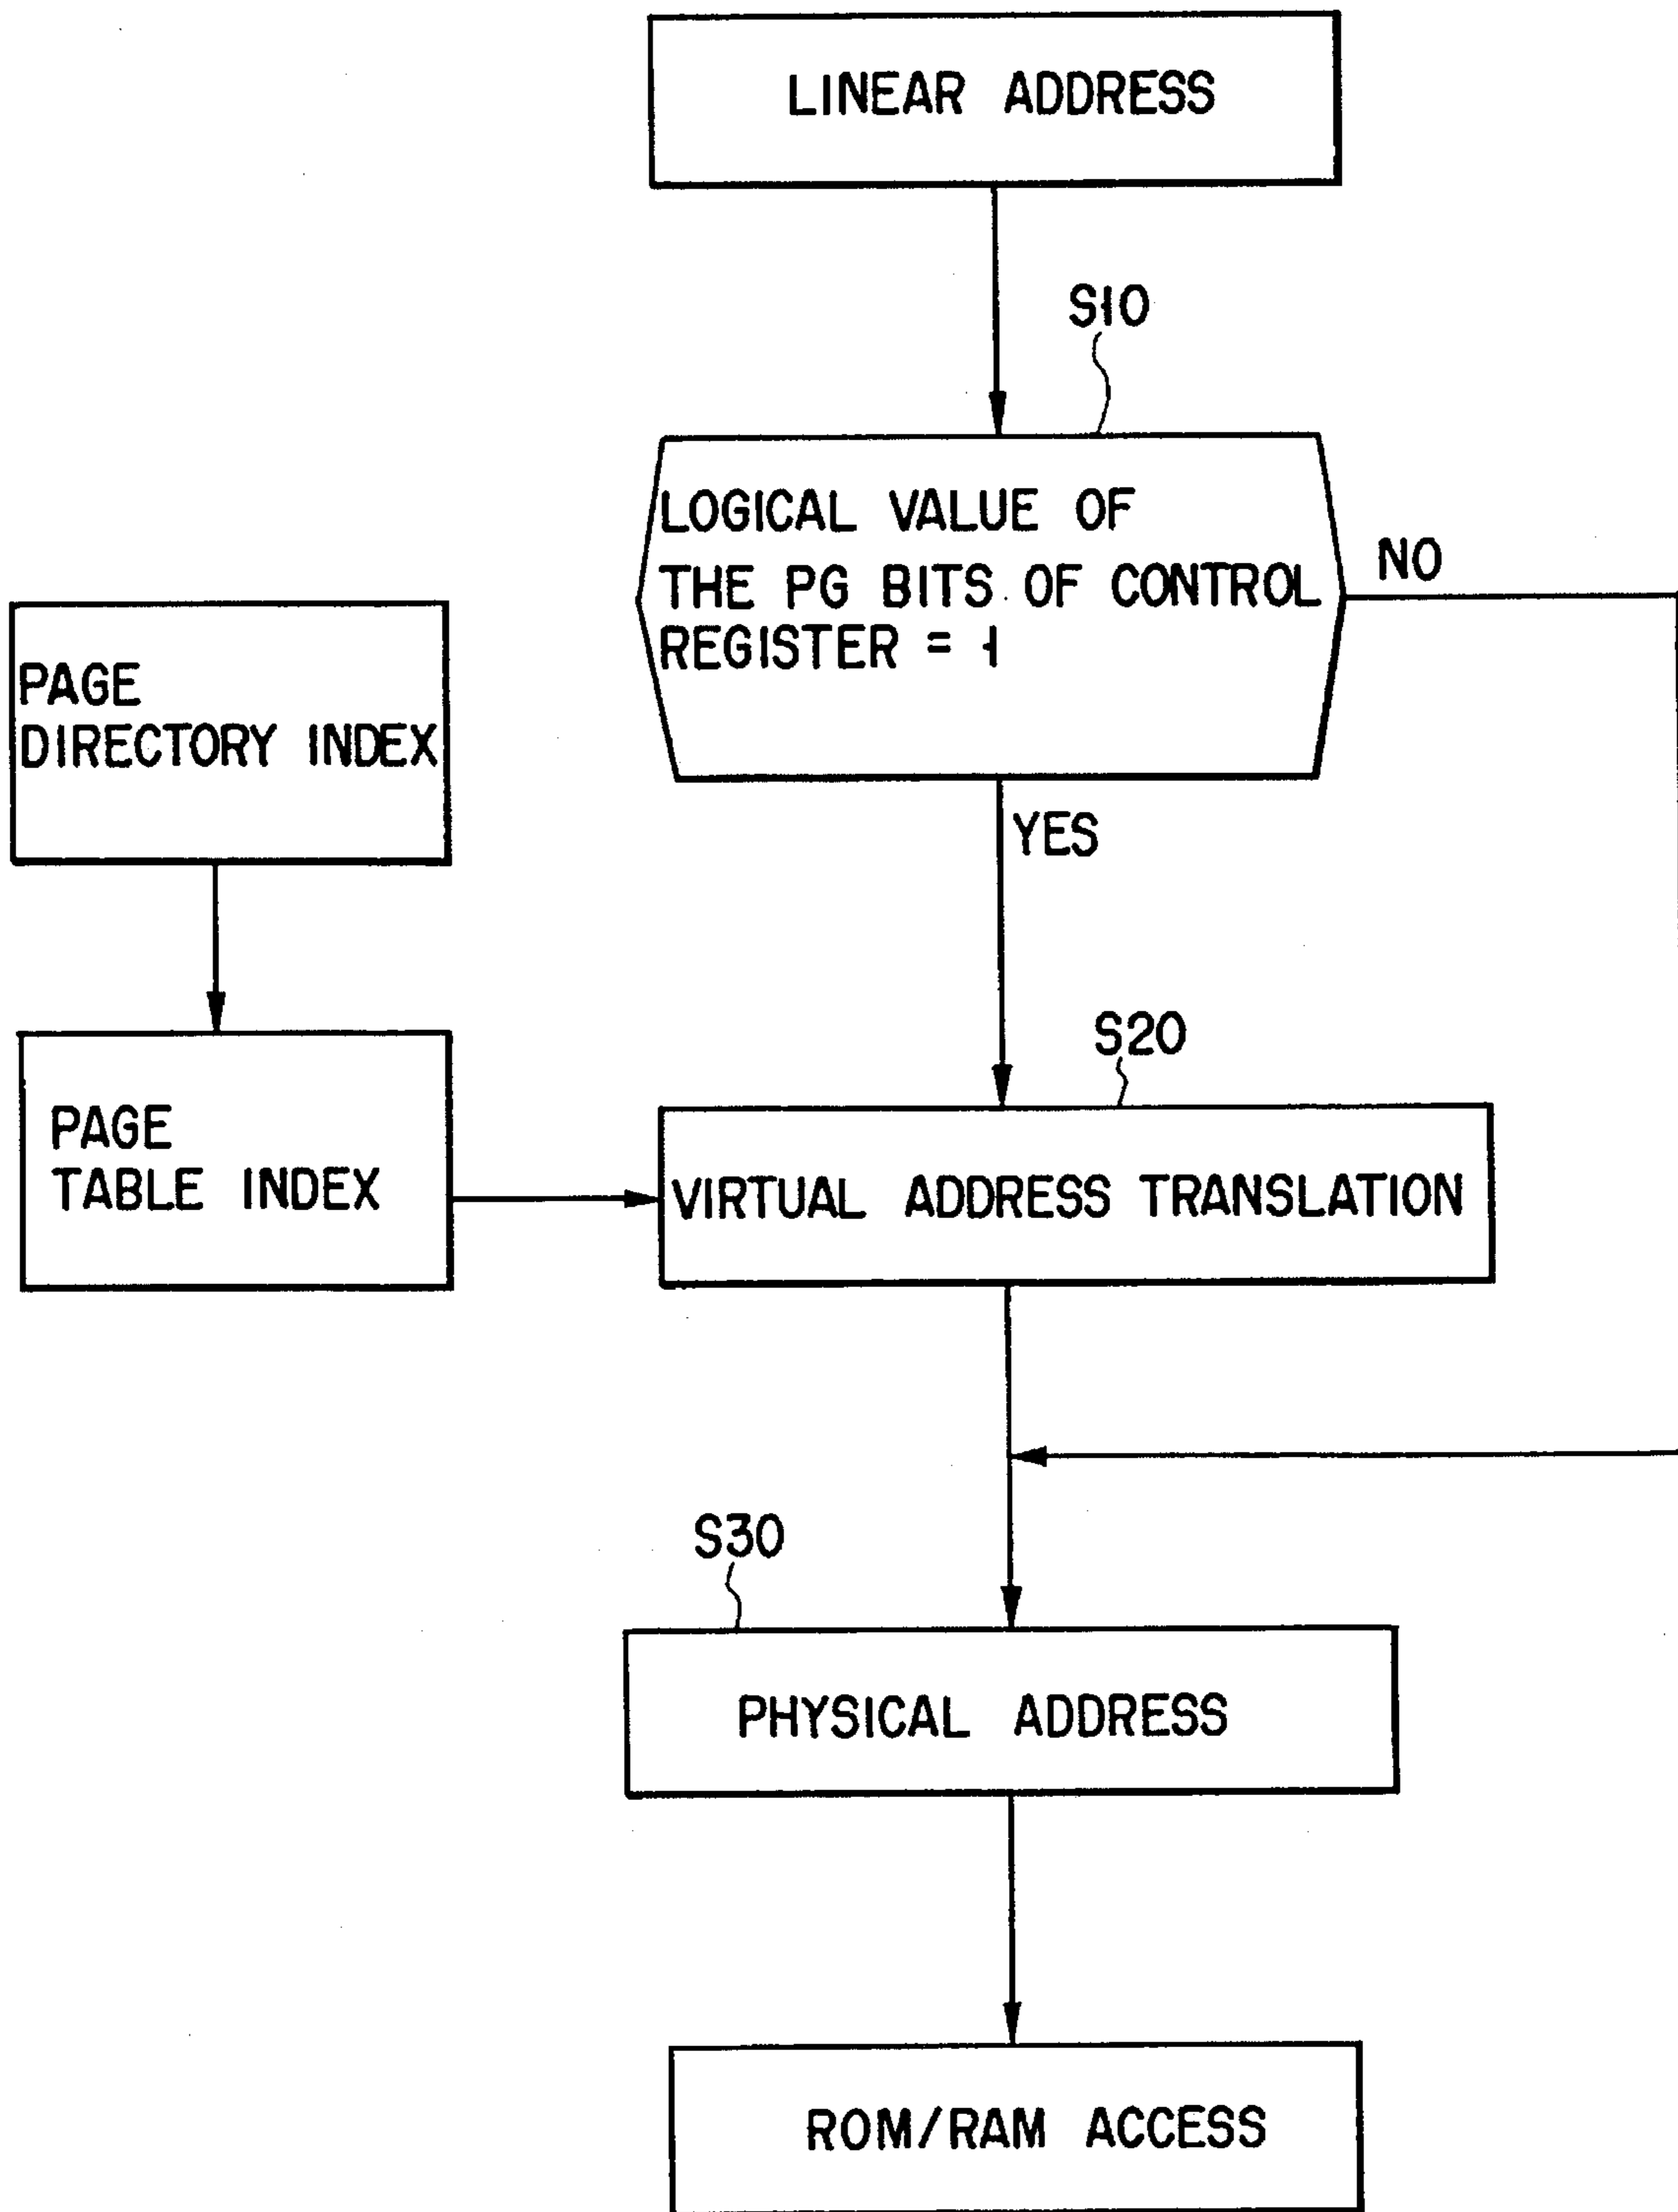 LINEAR ADDRESS
S10
LOGICAL VALUE OF
THE PG BITS OF CONTROL
REGISTER = 1
NO
PAGE
DIRECTORY INDEX
YES
S20
PAGE
TABLE INDEX
VIRTUAL ADDRESS TRANSLATION
S30
PHYSICAL ADDRESS
ROM/RAM ACCESS